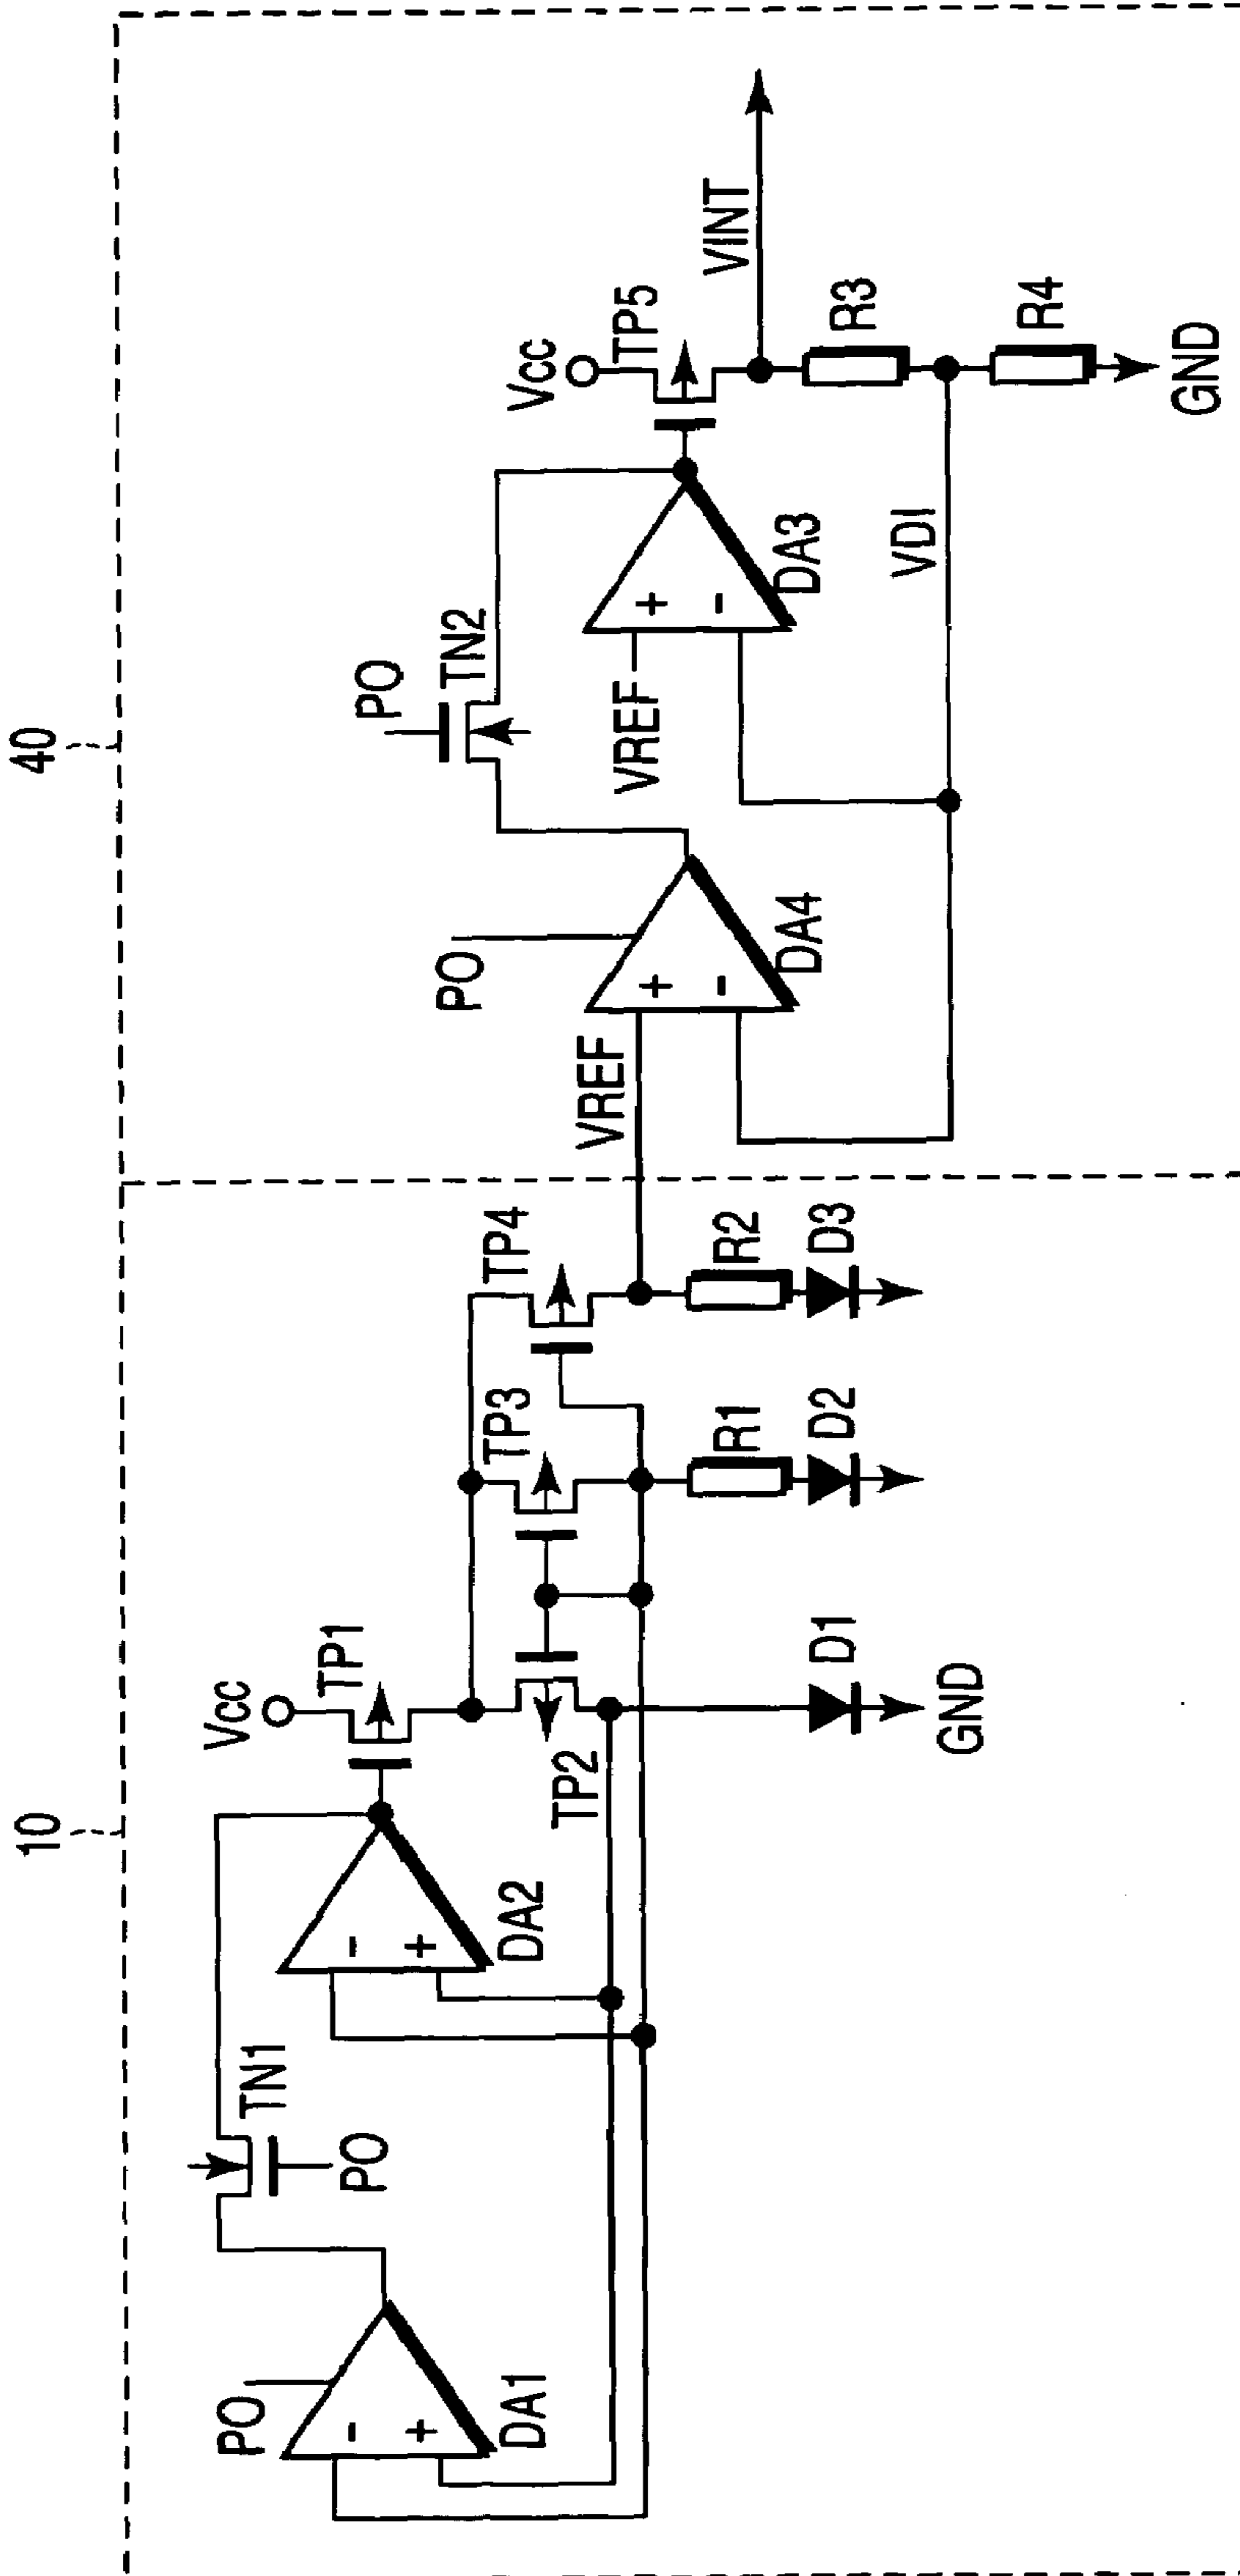 10
40
PO
- +
DA1
TN1
PO
- +
DA2
Vcc
TP1
TP2
TP3
TP4
D1
GND
R1
D2
R2
D3
VREF
PO
+ -
DA4
PO
TN2
VREF
+ -
DA3
VDI
Vcc
TP5
VINT
R3
R4
GND